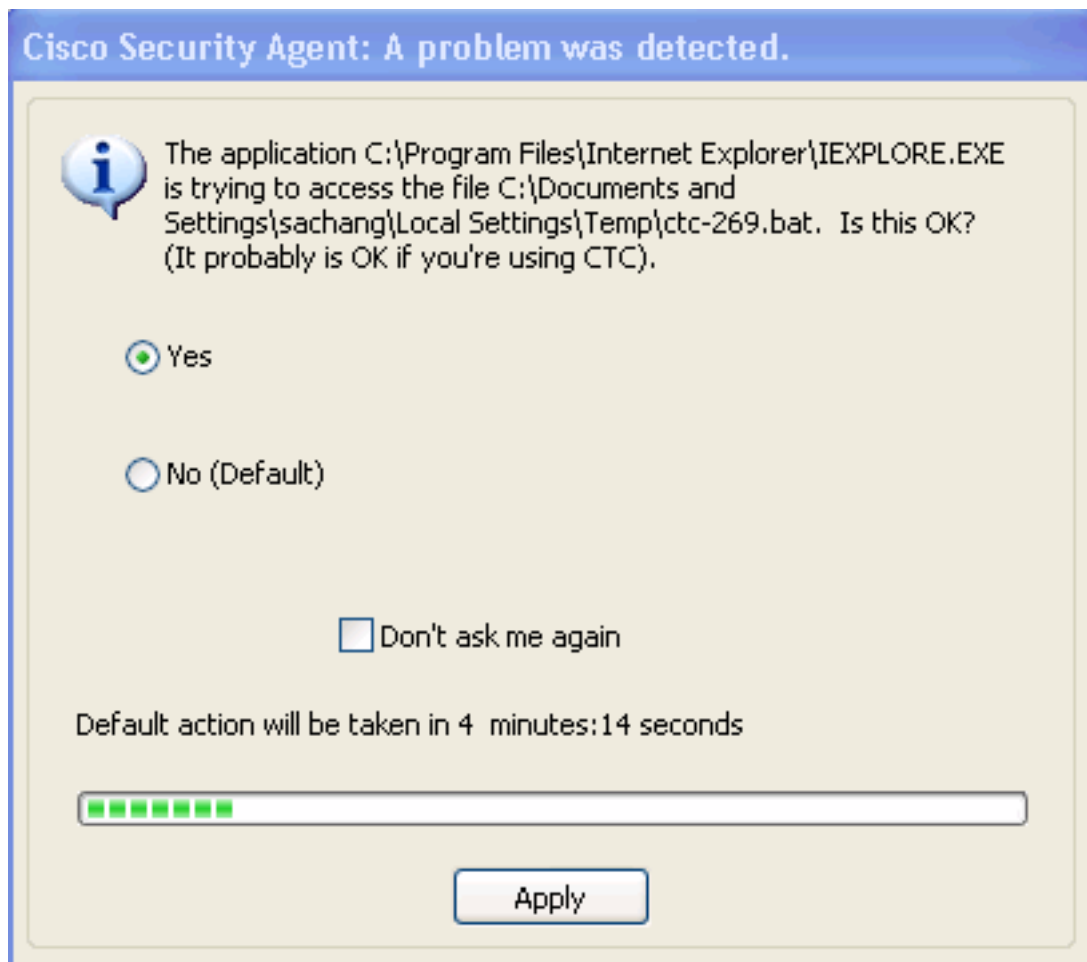 Cisco Security Agent: A problem was detected.
The application C:\Program Files\Internet Explorer\IEXPLORE.EXE
is trying to access the file C:\Documents and
Settings\sachang\Local Settings\Temp\ctc-269.bat.  Is this OK?
(It probably is OK if you're using CTC).
Yes
No (Default)
Don't ask me again
Default action will be taken in 4  minutes:14 seconds
Apply